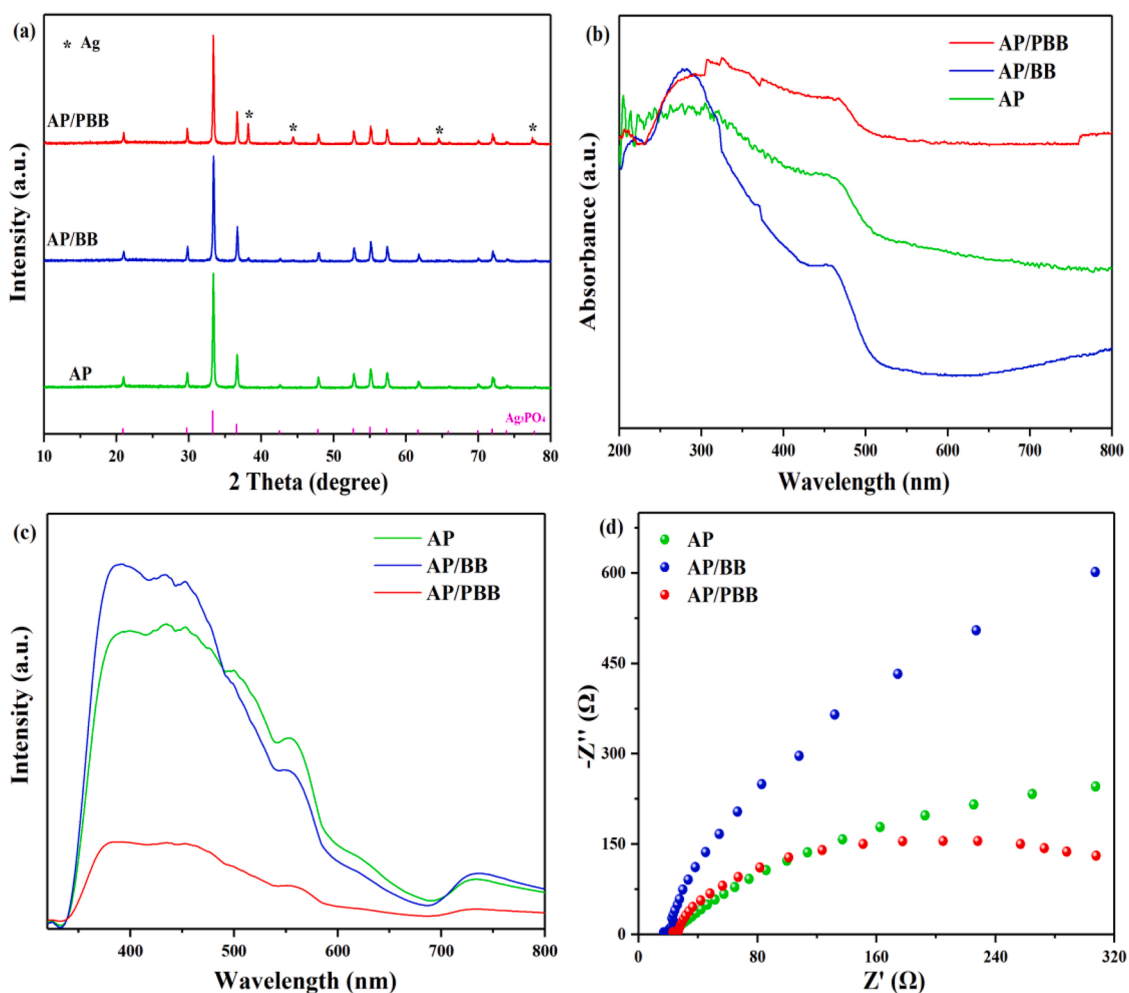 (a)
* Ag
AP/PBB
* * * *
AP/BB
AP
Ag₃PO₄
Intensity (a.u.)
10 20 30 40 50 60 70 80
2 Theta (degree)
(b)
AP/PBB
AP/BB
AP
Absorbance (a.u.)
200 300 400 500 600 700 800
Wavelength (nm)
(c)
AP
AP/BB
AP/PBB
Intensity (a.u.)
400 500 600 700 800
Wavelength (nm)
(d)
AP
AP/BB
AP/PBB
-Z'' (Ω)
600
450
300
150
0
0 80 160 240 320
Z' (Ω)